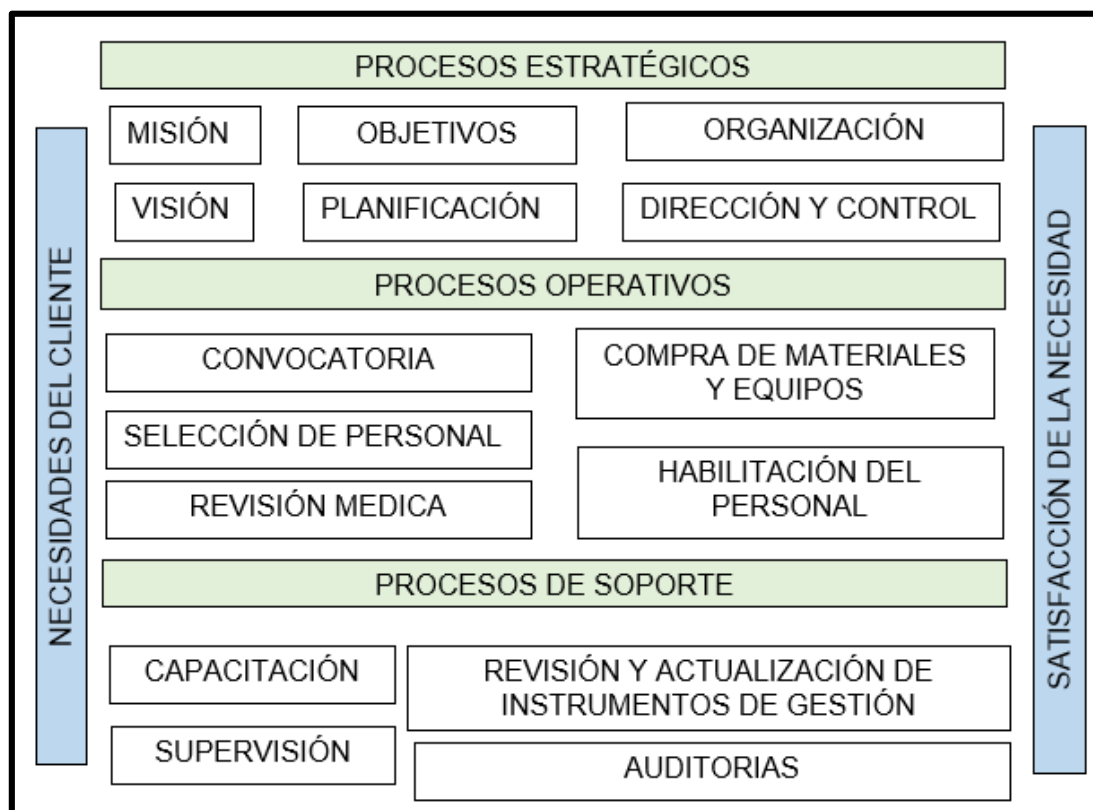 PROCESOS ESTRATÉGICOS
MISIÓN
OBJETIVOS
ORGANIZACIÓN
VISIÓN
PLANIFICACIÓN
DIRECCIÓN Y CONTROL
NECESIDADES DEL CLIENTE
PROCESOS OPERATIVOS
CONVOCATORIA
COMPRA DE MATERIALES
Y EQUIPOS
SELECCIÓN DE PERSONAL
REVISIÓN MEDICA
HABILITACIÓN DEL
PERSONAL
PROCESOS DE SOPORTE
CAPACITACIÓN
REVISIÓN Y ACTUALIZACIÓN DE
INSTRUMENTOS DE GESTIÓN
SUPERVISIÓN
AUDITORIAS
SATISFACCIÓN DE LA NECESIDAD